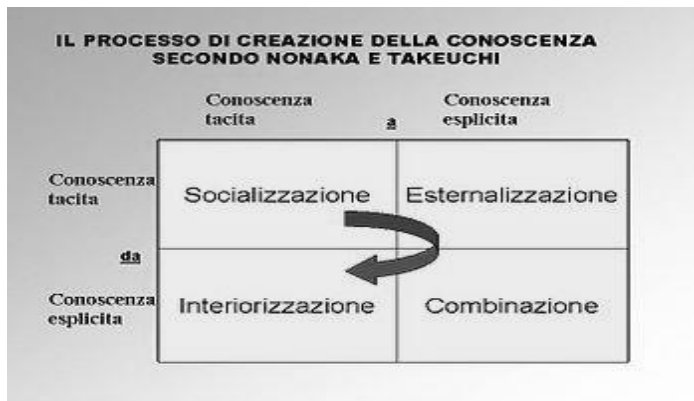 IL PROCESSO DI CREAZIONE DELLA CONOSCENZA
SECONDO NONAKA E TAKEUCHI
Conoscenza
tacita
a
Conoscenza
esplicita
Conoscenza
tacita
Socializzazione
Esternalizzazione
da
Conoscenza
esplicita
Interiorizzazione
Combinazione